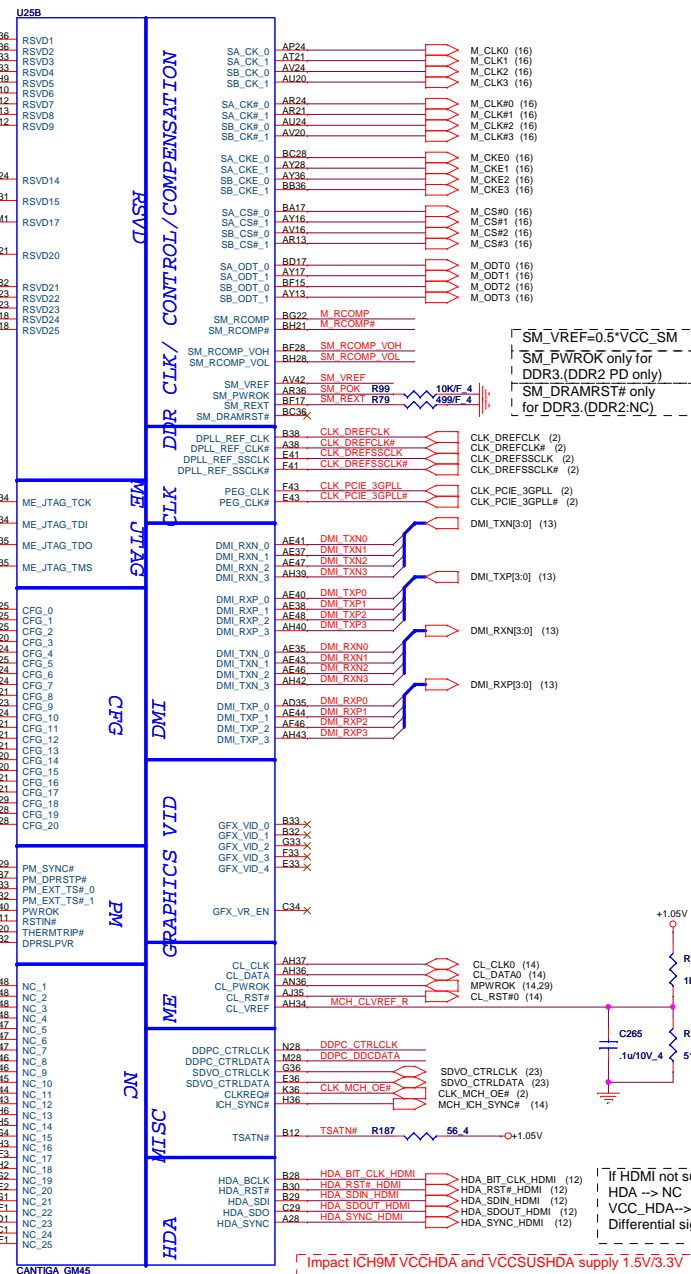 U25B
RSVD1
RSVD2
RSVD3
RSVD4
RSVD5
RSVD6
RSVD7
RSVD8
RSVD9
RSVD14
RSVD15
RSVD17
RSVD20
RSVD21
RSVD22
RSVD23
RSVD24
RSVD25
RSVD
ME_JTAG_TCK
ME_JTAG_TDI
ME_JTAG_TDO
ME_JTAG_TMS
ME JTAG
CFG_0
CFG_1
CFG_2
CFG_3
CFG_4
CFG_5
CFG_6
CFG_7
CFG_8
CFG_9
CFG_10
CFG_11
CFG_12
CFG_13
CFG_14
CFG_15
CFG_16
CFG_17
CFG_18
CFG_19
CFG_20
CFG
PM_SYNC#
PM_DPRSTP#
PM_EXT_TS#_0
PM_EXT_TS#_1
PWROK
RSTIN#
THERMTRIP#
DPRSLPVR
PM
NC_1
NC_2
NC_3
NC_4
NC_5
NC_6
NC_7
NC_8
NC_9
NC_10
NC_11
NC_12
NC_13
NC_14
NC_15
NC_16
NC_17
NC_18
NC_19
NC_20
NC_21
NC_22
NC_23
NC_24
NC_25
NC
CANTIGA_GM45
DDR CLK/ CONTROL/COMPENSATION
SA_CK_0 AP24 M_CLK0 (16)
SA_CK_1 AT21 M_CLK1 (16)
SB_CK_0 AV24 M_CLK2 (16)
SB_CK_1 AU20 M_CLK3 (16)
SA_CK#_0 AR24 M_CLK#0 (16)
SA_CK#_1 AR21 M_CLK#1 (16)
SB_CK#_0 AU24 M_CLK#2 (16)
SB_CK#_1 AV20 M_CLK#3 (16)
SA_CKE_0 BC28 M_CKE0 (16)
SA_CKE_1 AY28 M_CKE1 (16)
SB_CKE_0 AY36 M_CKE2 (16)
SB_CKE_1 BB36 M_CKE3 (16)
SA_CS#_0 BA17 M_CS#0 (16)
SA_CS#_1 AY16 M_CS#1 (16)
SB_CS#_0 AV16 M_CS#2 (16)
SB_CS#_1 AR13 M_CS#3 (16)
SA_ODT_0 BD17 M_ODT0 (16)
SA_ODT_1 AY17 M_ODT1 (16)
SB_ODT_0 BF15 M_ODT2 (16)
SB_ODT_1 AY13 M_ODT3 (16)
SM_RCOMP BG22 M_RCOMP
SM_RCOMP# BH21 M_RCOMP#
SM_RCOMP_VOH BF28 SM_RCOMP_VOH
SM_RCOMP_VOL BH28 SM_RCOMP_VOL
SM_VREF AV42 SM_VREF
SM_PWROK AR36 SM_POK R99 10K/F_4
SM_REXT BF17 SM_REXT R79 499/F_4
SM_DRAMRST# BC36
SM_VREF=0.5*VCC_SM
SM_PWROK only for
DDR3.(DDR2 PD only)
SM_DRAMRST# only
for DDR3.(DDR2:NC)
CLK
DPLL_REF_CLK B38 CLK_DREFCLK CLK_DREFCLK (2)
DPLL_REF_CLK# A38 CLK_DREFCLK# CLK_DREFCLK# (2)
DPLL_REF_SSCLK E41 CLK_DREFSSCLK CLK_DREFSSCLK (2)
DPLL_REF_SSCLK# F41 CLK_DREFSSCLK# CLK_DREFSSCLK# (2)
PEG_CLK F43 CLK_PCIE_3GPLL CLK_PCIE_3GPLL (2)
PEG_CLK# E43 CLK_PCIE_3GPLL# CLK_PCIE_3GPLL# (2)
DMI
DMI_TXN[3:0] (13)
DMI_RXN_0 AE41 DMI_TXN0
DMI_RXN_1 AE37 DMI_TXN1
DMI_RXN_2 AE47 DMI_TXN2
DMI_RXN_3 AH39 DMI_TXN3
DMI_TXP[3:0] (13)
DMI_RXP_0 AE40 DMI_TXP0
DMI_RXP_1 AE38 DMI_TXP1
DMI_RXP_2 AE48 DMI_TXP2
DMI_RXP_3 AH40 DMI_TXP3
DMI_RXN[3:0] (13)
DMI_TXN_0 AE35 DMI_RXN0
DMI_TXN_1 AE43 DMI_RXN1
DMI_TXN_2 AE46 DMI_RXN2
DMI_TXN_3 AH42 DMI_RXN3
DMI_RXP[3:0] (13)
DMI_TXP_0 AD35 DMI_RXP0
DMI_TXP_1 AE44 DMI_RXP1
DMI_TXP_2 AF46 DMI_RXP2
DMI_TXP_3 AH43 DMI_RXP3
GRAPHICS VID
GFX_VID_0 B33
GFX_VID_1 B32
GFX_VID_2 G33
GFX_VID_3 F33
GFX_VID_4 E33
GFX_VR_EN C34
+1.05V
ME
CL_CLK AH37 CL_CLK0 (14)
CL_DATA AH36 CL_DATA0 (14)
CL_PWROK AN36 MPWROK (14,29)
CL_RST# AJ35 CL_RST#0 (14)
CL_VREF AH34 MCH_CLVREF_R
C265
.1u/10V_4
MISC
DDPC_CTRLCLK N28 DDPC_CTRLCLK
DDPC_CTRLDATA M28 DDPC_DDCDATA
SDVO_CTRLCLK G36 SDVO_CTRLCLK (23)
SDVO_CTRLDATA E36 SDVO_CTRLDATA (23)
CLKREQ# K36 CLK_MCH_OE# CLK_MCH_OE# (2)
ICH_SYNC# H36 MCH_ICH_SYNC# (14)
TSATN# B12 TSATN# R187 56_4 +1.05V
HDA
HDA_BCLK B28 HDA_BIT_CLK_HDMI HDA_BIT_CLK_HDMI (12)
HDA_RST# B30 HDA_RST#_HDMI HDA_RST#_HDMI (12)
HDA_SDI B29 HDA_SDIN_HDMI HDA_SDIN_HDMI (12)
HDA_SDO C29 HDA_SDOUT_HDMI HDA_SDOUT_HDMI (12)
HDA_SYNC A28 HDA_SYNC_HDMI HDA_SYNC_HDMI (12)
If HDMI not su
HDA --> NC
VCC_HDA-->
Differential sig
Impact ICH9M VCCHDA and VCCSUSHDA supply 1.5V/3.3V